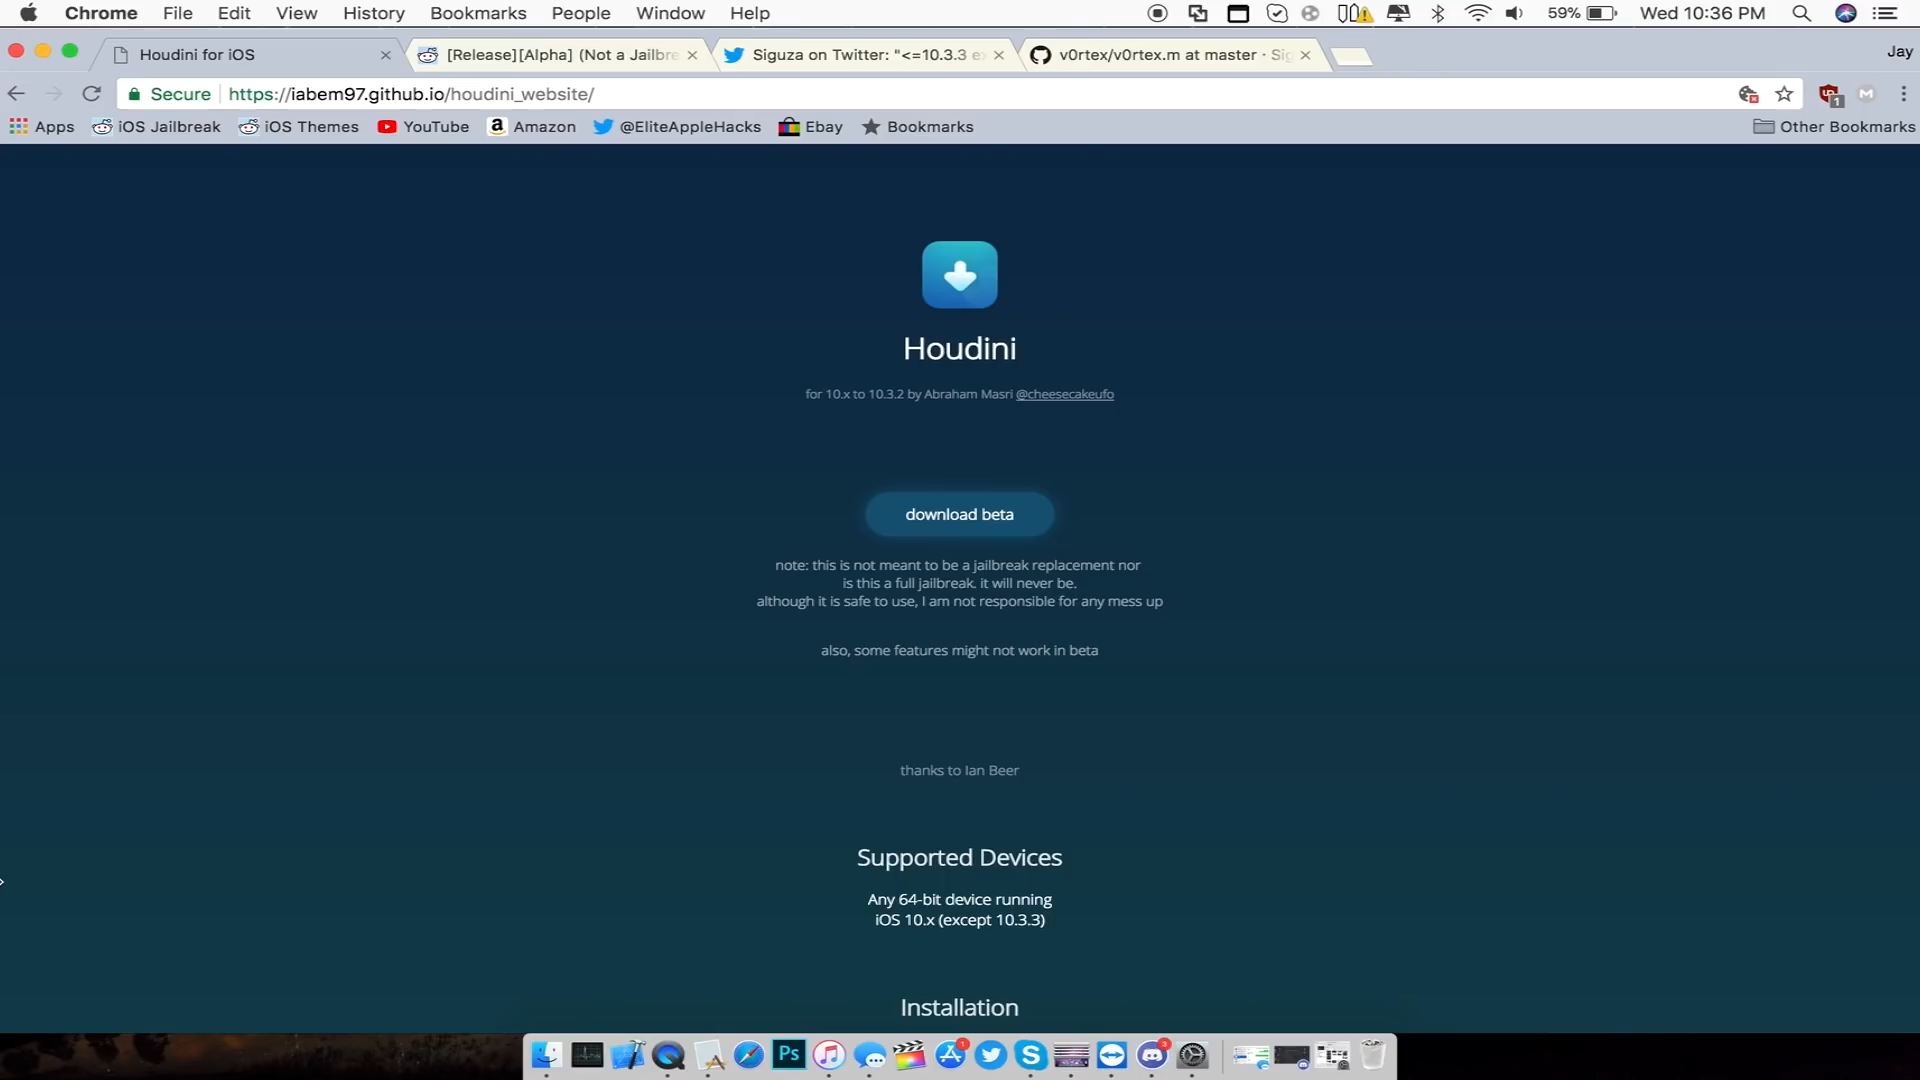 Chrome File Edit View History Bookmarks People Window Help 59% Wed 10:36 PM
Houdini for iOS [Release][Alpha] (Not a Jailbre Siguza on Twitter: "<=10.3.3 ex v0rtex/v0rtex.m at master · Sig Jay
Secure https://iabem97.github.io/houdini_website/ 1
Apps iOS Jailbreak iOS Themes YouTube Amazon @EliteAppleHacks Ebay Bookmarks Other Bookmarks
Houdini
for 10.x to 10.3.2 by Abraham Masri @cheesecakeufo
download beta
note: this is not meant to be a jailbreak replacement nor
is this a full jailbreak. it will never be.
although it is safe to use, I am not responsible for any mess up
also, some features might not work in beta
thanks to Ian Beer
Supported Devices
Any 64-bit device running
iOS 10.x (except 10.3.3)
Installation
Ps 1 3